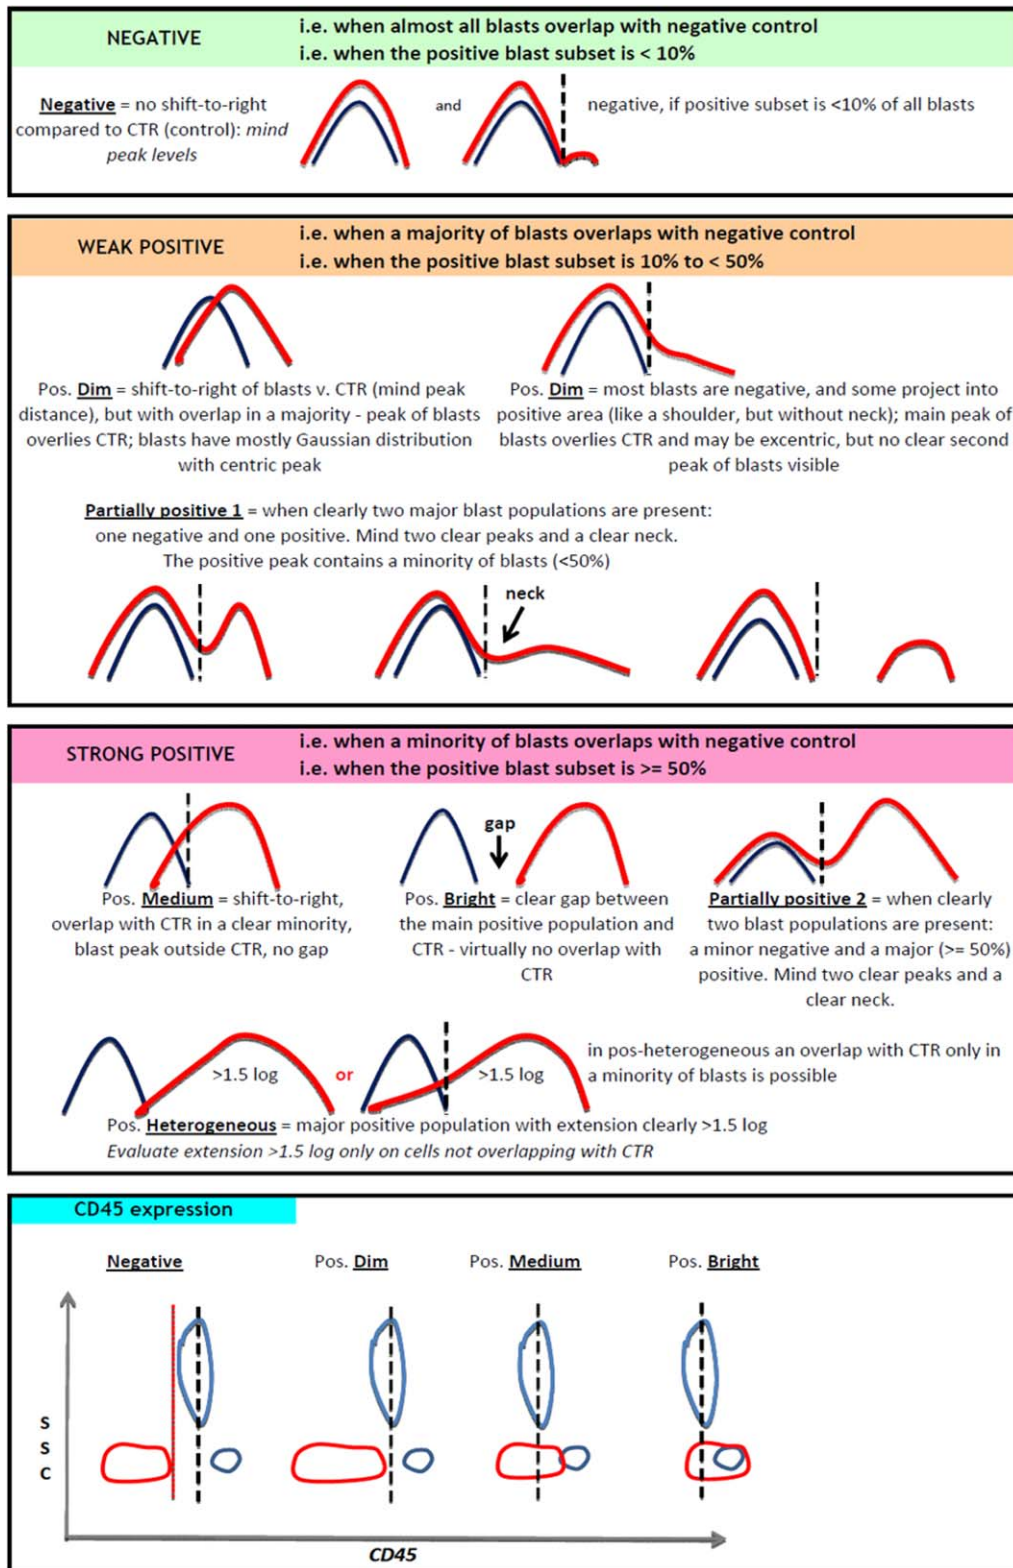 NEGATIVE
i.e. when almost all blasts overlap with negative control
i.e. when the positive blast subset is < 10%
Negative = no shift-to-right
compared to CTR (control): mind
peak levels
and
negative, if positive subset is <10% of all blasts
WEAK POSITIVE
i.e. when a majority of blasts overlaps with negative control
i.e. when the positive blast subset is 10% to < 50%
Pos. Dim = shift-to-right of blasts v. CTR (mind peak
distance), but with overlap in a majority - peak of blasts
overlies CTR; blasts have mostly Gaussian distribution
with centric peak
Pos. Dim = most blasts are negative, and some project into
positive area (like a shoulder, but without neck); main peak of
blasts overlies CTR and may be excentric, but no clear second
peak of blasts visible
Partially positive 1 = when clearly two major blast populations are present:
one negative and one positive. Mind two clear peaks and a clear neck.
The positive peak contains a minority of blasts (<50%)
neck
STRONG POSITIVE
i.e. when a minority of blasts overlaps with negative control
i.e. when the positive blast subset is >= 50%
gap
Pos. Medium = shift-to-right,
overlap with CTR in a clear minority,
blast peak outside CTR, no gap
Pos. Bright = clear gap between
the main positive population and
CTR - virtually no overlap with
CTR
Partially positive 2 = when clearly
two blast populations are present:
a minor negative and a major (>= 50%)
positive. Mind two clear peaks and a
clear neck.
>1.5 log
or
>1.5 log
in pos-heterogeneous an overlap with CTR only in
a minority of blasts is possible
Pos. Heterogeneous = major positive population with extension clearly >1.5 log
Evaluate extension >1.5 log only on cells not overlapping with CTR
CD45 expression
Negative
Pos. Dim
Pos. Medium
Pos. Bright
S
S
C
CD45